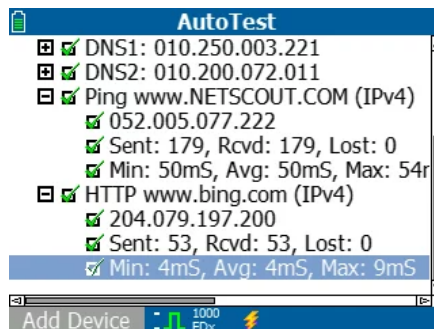 AutoTest
DNS1: 010.250.003.221
DNS2: 010.200.072.011
Ping www.NETSCOUT.COM (IPv4)
052.005.077.222
Sent: 179, Rcvd: 179, Lost: 0
Min: 50mS, Avg: 50mS, Max: 54r
HTTP www.bing.com (IPv4)
204.079.197.200
Sent: 53, Rcvd: 53, Lost: 0
Min: 4mS, Avg: 4mS, Max: 9mS
Add Device 1000
FDx